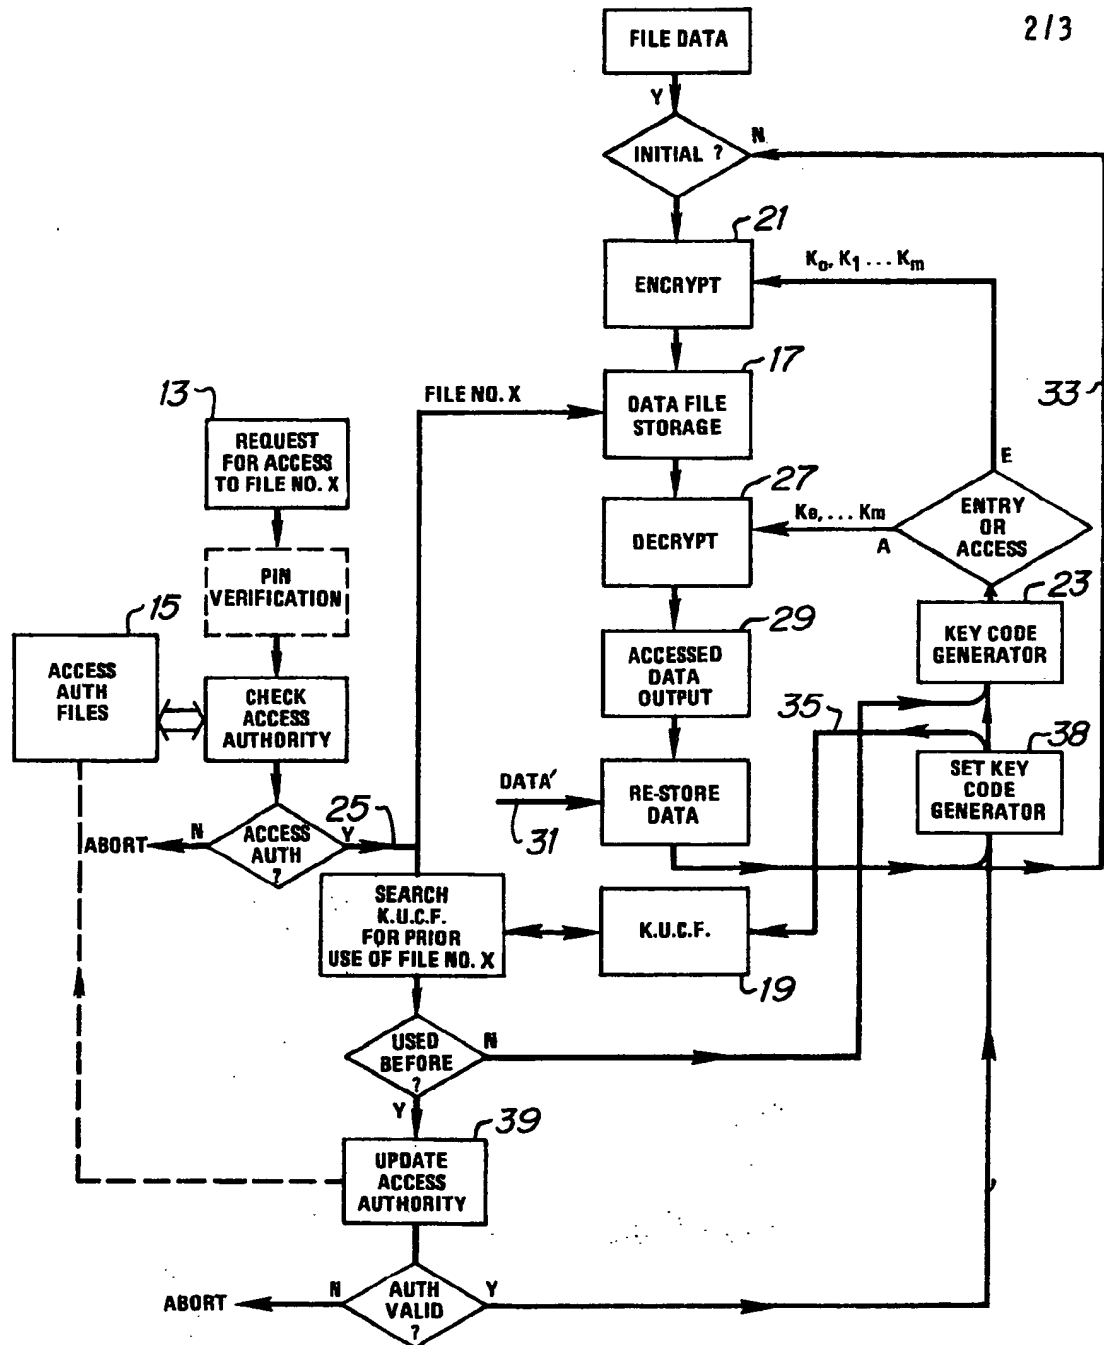 2/3
FILE DATA
Y
INITIAL ?
N
21
ENCRYPT
K₀, K₁ ... Kₘ
17
FILE NO. X
DATA FILE
STORAGE
33
13
REQUEST
FOR ACCESS
TO FILE NO. X
E
27
DECRYPT
Kₒ, ... Kₘ
A
ENTRY
OR
ACCESS
PIN
VERIFICATION
15
ACCESS
AUTH
FILES
23
KEY CODE
GENERATOR
29
ACCESSED
DATA
OUTPUT
CHECK
ACCESS
AUTHORITY
35
38
SET KEY
CODE
GENERATOR
DATA'
31
RE-STORE
DATA
25
ABORT
N
ACCESS
AUTH
?
Y
SEARCH
K.U.C.F.
FOR PRIOR
USE OF FILE NO. X
K.U.C.F.
19
USED
BEFORE
?
N
Y
39
UPDATE
ACCESS
AUTHORITY
ABORT
N
AUTH
VALID
?
Y